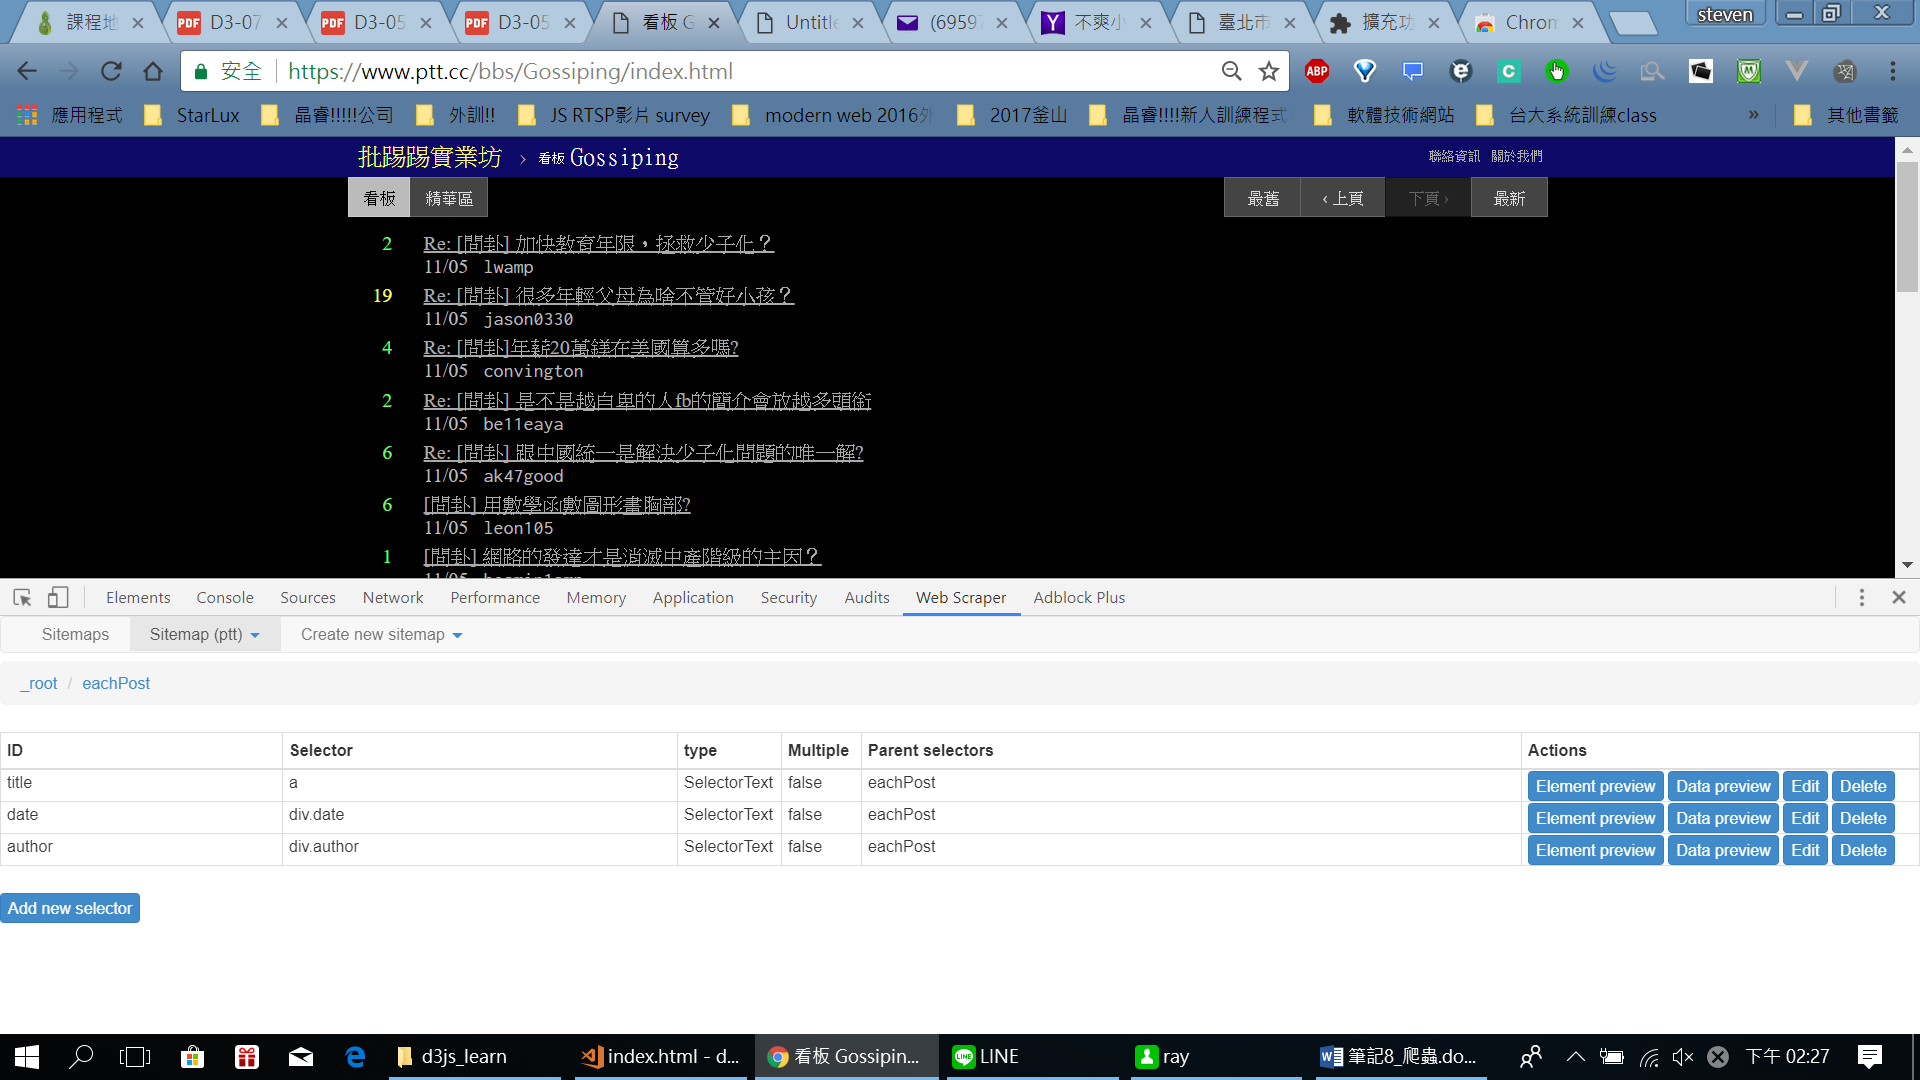 課程地
D3-07
D3-05
D3-05
看板 G
Untitle
(69597
不爽小
臺北市
擴充功
Chrom
steven
安全
https://www.ptt.cc/bbs/Gossiping/index.html
ABP
應用程式
StarLux
晶睿!!!!!公司
外訓!!
JS RTSP影片 survey
modern web 2016外
2017釜山
晶睿!!!!新人訓練程式
軟體技術網站
台大系統訓練class
»
其他書籤
批踢踢實業坊 › 看板 Gossiping
聯絡資訊 關於我們
看板 精華區
最舊 ‹ 上頁 下頁 › 最新
2 Re: [問卦] 加快教育年限，拯救少子化？
11/05 lwamp
19 Re: [問卦] 很多年輕父母為啥不管好小孩？
11/05 jason0330
4 Re: [問卦]年薪20萬鎂在美國算多嗎?
11/05 convington
2 Re: [問卦] 是不是越自卑的人fb的簡介會放越多頭銜
11/05 be11eaya
6 Re: [問卦] 跟中國統一是解決少子化問題的唯一解?
11/05 ak47good
6 [問卦] 用數學函數圖形畫胸部?
11/05 leon105
1 [問卦] 網路的發達才是消滅中產階級的主因？
Elements Console Sources Network Performance Memory Application Security Audits Web Scraper Adblock Plus
Sitemaps Sitemap (ptt) Create new sitemap
_root / eachPost
ID Selector type Multiple Parent selectors Actions
title a SelectorText false eachPost Element preview Data preview Edit Delete
date div.date SelectorText false eachPost Element preview Data preview Edit Delete
author div.author SelectorText false eachPost Element preview Data preview Edit Delete
Add new selector
d3js_learn
index.html - d...
看板 Gossipin...
LINE
ray
筆記8_爬蟲.do...
下午 02:27